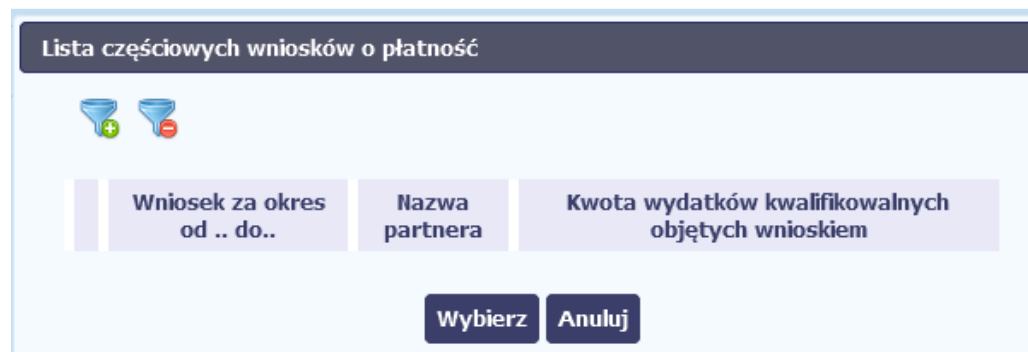 Lista częściowych wniosków o płatność
Wniosek za okres
od .. do..
Nazwa
partnera
Kwota wydatków kwalifikowalnych
objętych wnioskiem
Wybierz
Anuluj